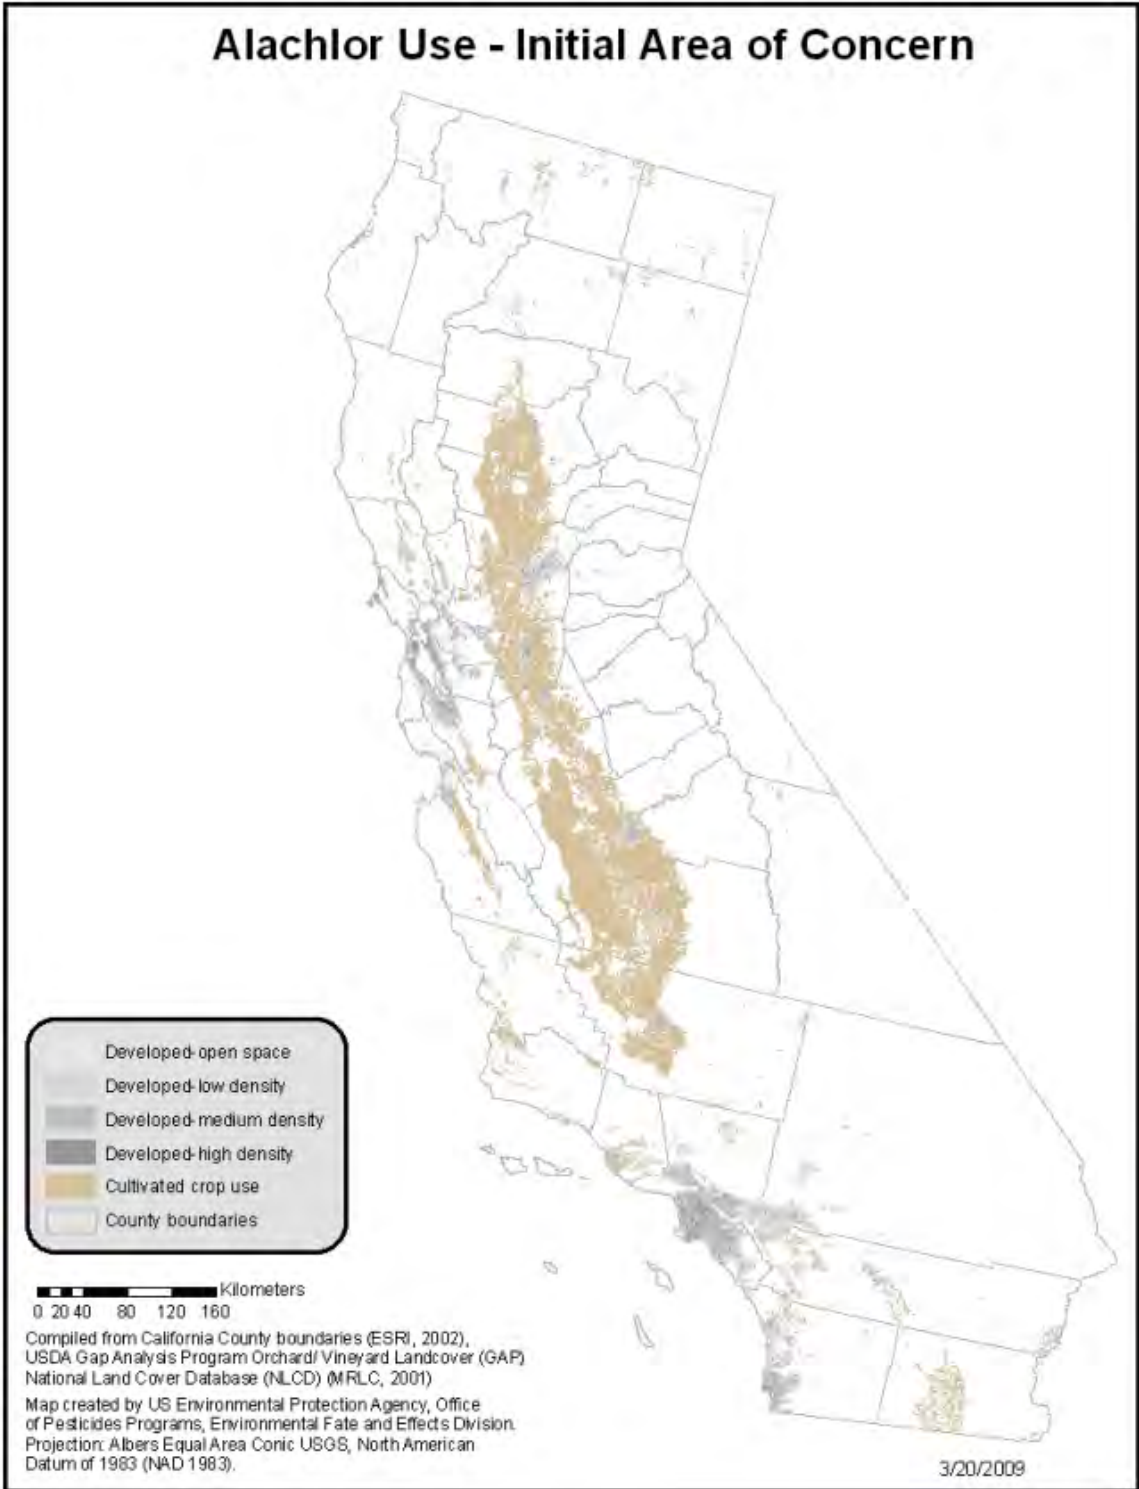 Alachlor Use - Initial Area of Concern
Developed-open space
Developed-low density
Developed-medium density
Developed-high density
Cultivated crop use
County boundaries
Kilometers
0 20 40 80 120 160
Compiled from California County boundaries (ESRI, 2002),
USDA Gap Analysis Program Orchard/ Vineyard Landcover (GAP)
National Land Cover Database (NLCD) (MRLC, 2001)
Map created by US Environmental Protection Agency, Office
of Pesticides Programs, Environmental Fate and Effects Division.
Projection: Albers Equal Area Conic USGS, North American
Datum of 1983 (NAD 1983).
3/20/2009